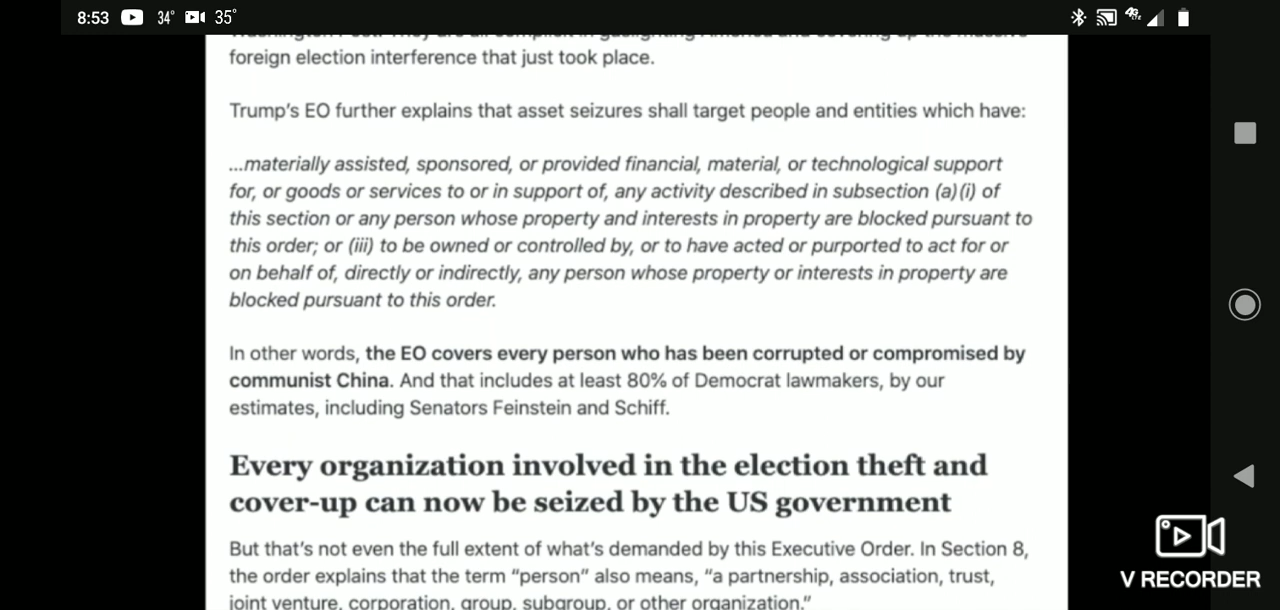 8:53 34° 35° 4G LTE
foreign election interference that just took place.
Trump's EO further explains that asset seizures shall target people and entities which have:
...materially assisted, sponsored, or provided financial, material, or technological support
for, or goods or services to or in support of, any activity described in subsection (a)(i) of
this section or any person whose property and interests in property are blocked pursuant to
this order; or (iii) to be owned or controlled by, or to have acted or purported to act for or
on behalf of, directly or indirectly, any person whose property or interests in property are
blocked pursuant to this order.
In other words, the EO covers every person who has been corrupted or compromised by
communist China. And that includes at least 80% of Democrat lawmakers, by our
estimates, including Senators Feinstein and Schiff.
Every organization involved in the election theft and
cover-up can now be seized by the US government
But that's not even the full extent of what's demanded by this Executive Order. In Section 8,
the order explains that the term "person" also means, "a partnership, association, trust,
joint venture, corporation, group, subgroup, or other organization."
V RECORDER